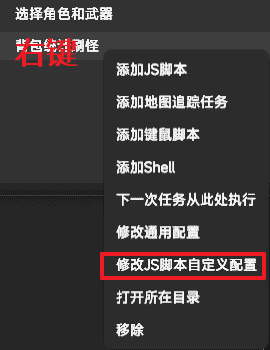 选择角色和武器
背包统计刷怪
右键
添加JS脚本
添加地图追踪任务
添加键鼠脚本
添加Shell
下一次任务从此处执行
修改通用配置
修改JS脚本自定义配置
打开所在目录
移除